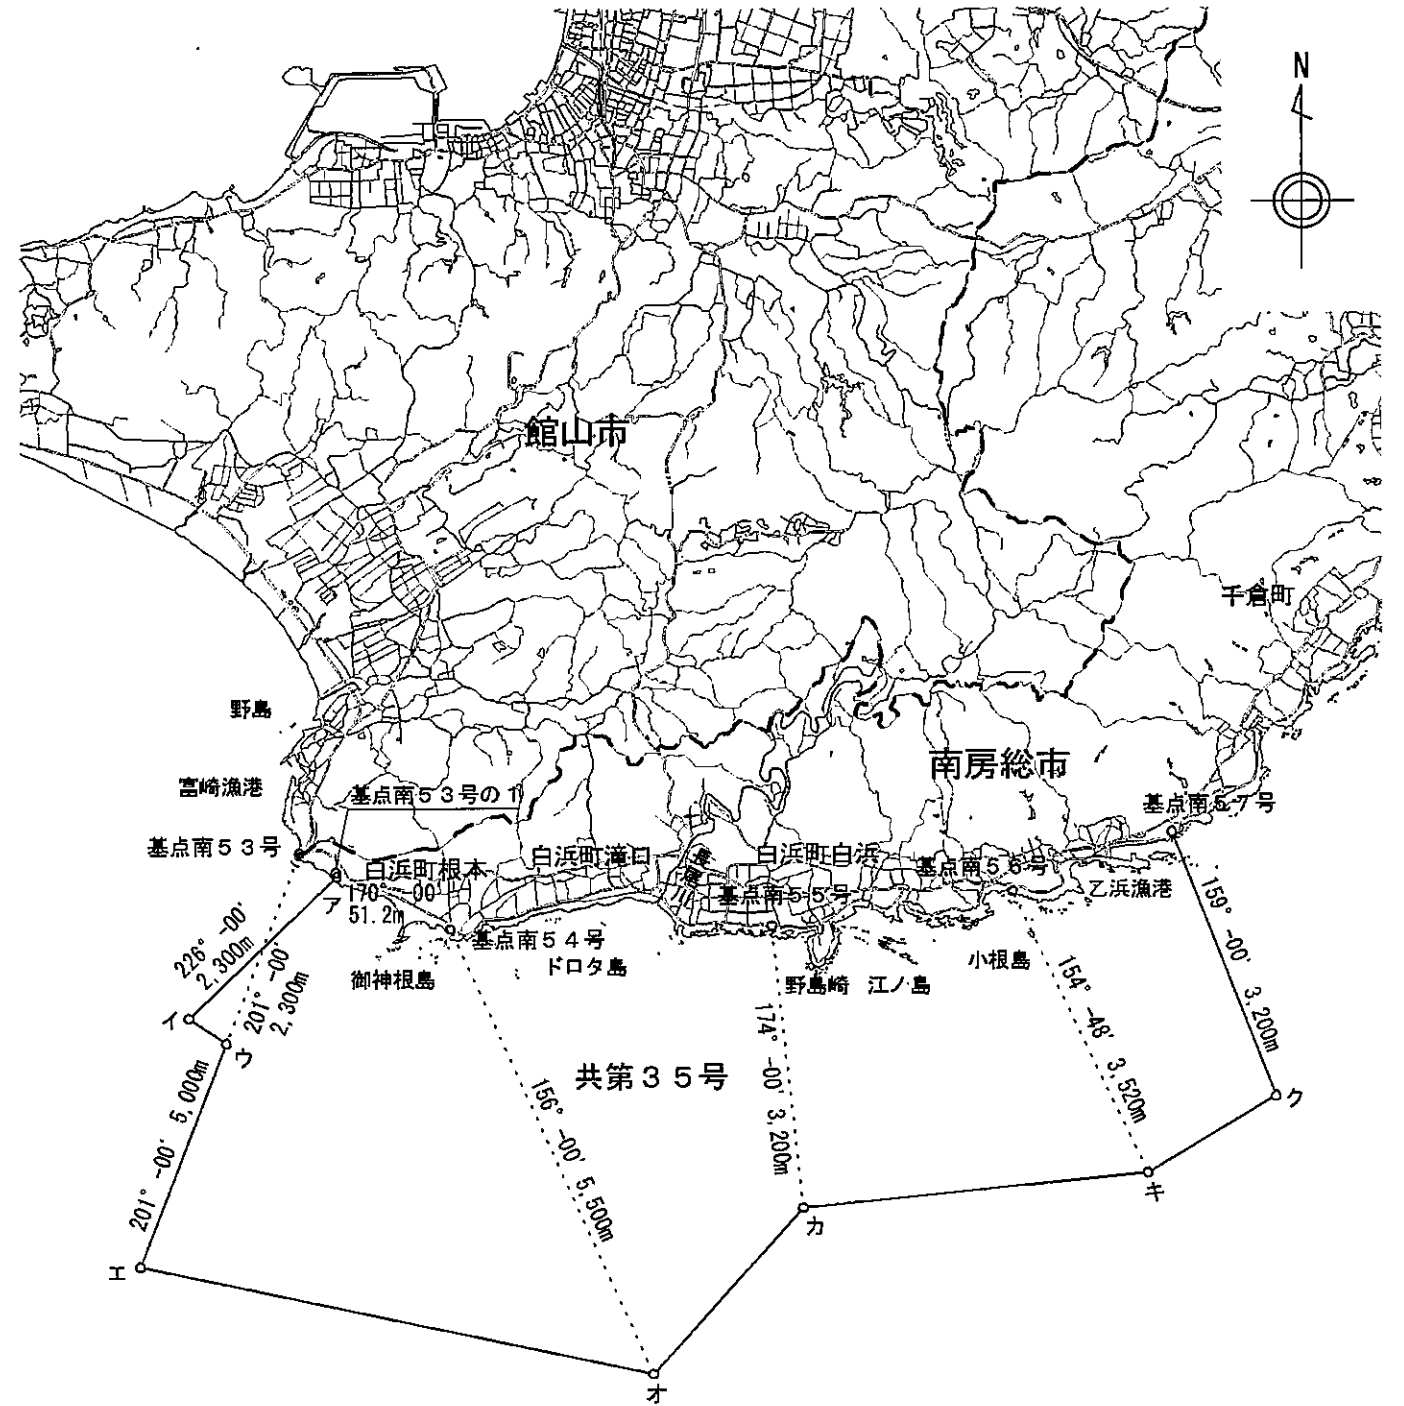 N
館山市
千倉町
野島
南房総市
富崎漁港
基点南53号の1
基点南57号
基点南53号
白浜町根本
白浜町滝口
長尾川
白浜町白浜
基点南56号
乙浜漁港
170°-00′
51.2m
ア
基点南55号
基点南54号
ドロタ島
御神根島
野島崎
江ノ島
小根島
226°-00′
2,300m
201°-00′
2,300m
159°-00′ 3,200m
154°-48′ 3,520m
174°-00′ 3,200m
イ
ウ
共第35号
201°-00′ 5,000m
156°-00′ 5,500m
ク
キ
カ
エ
オ